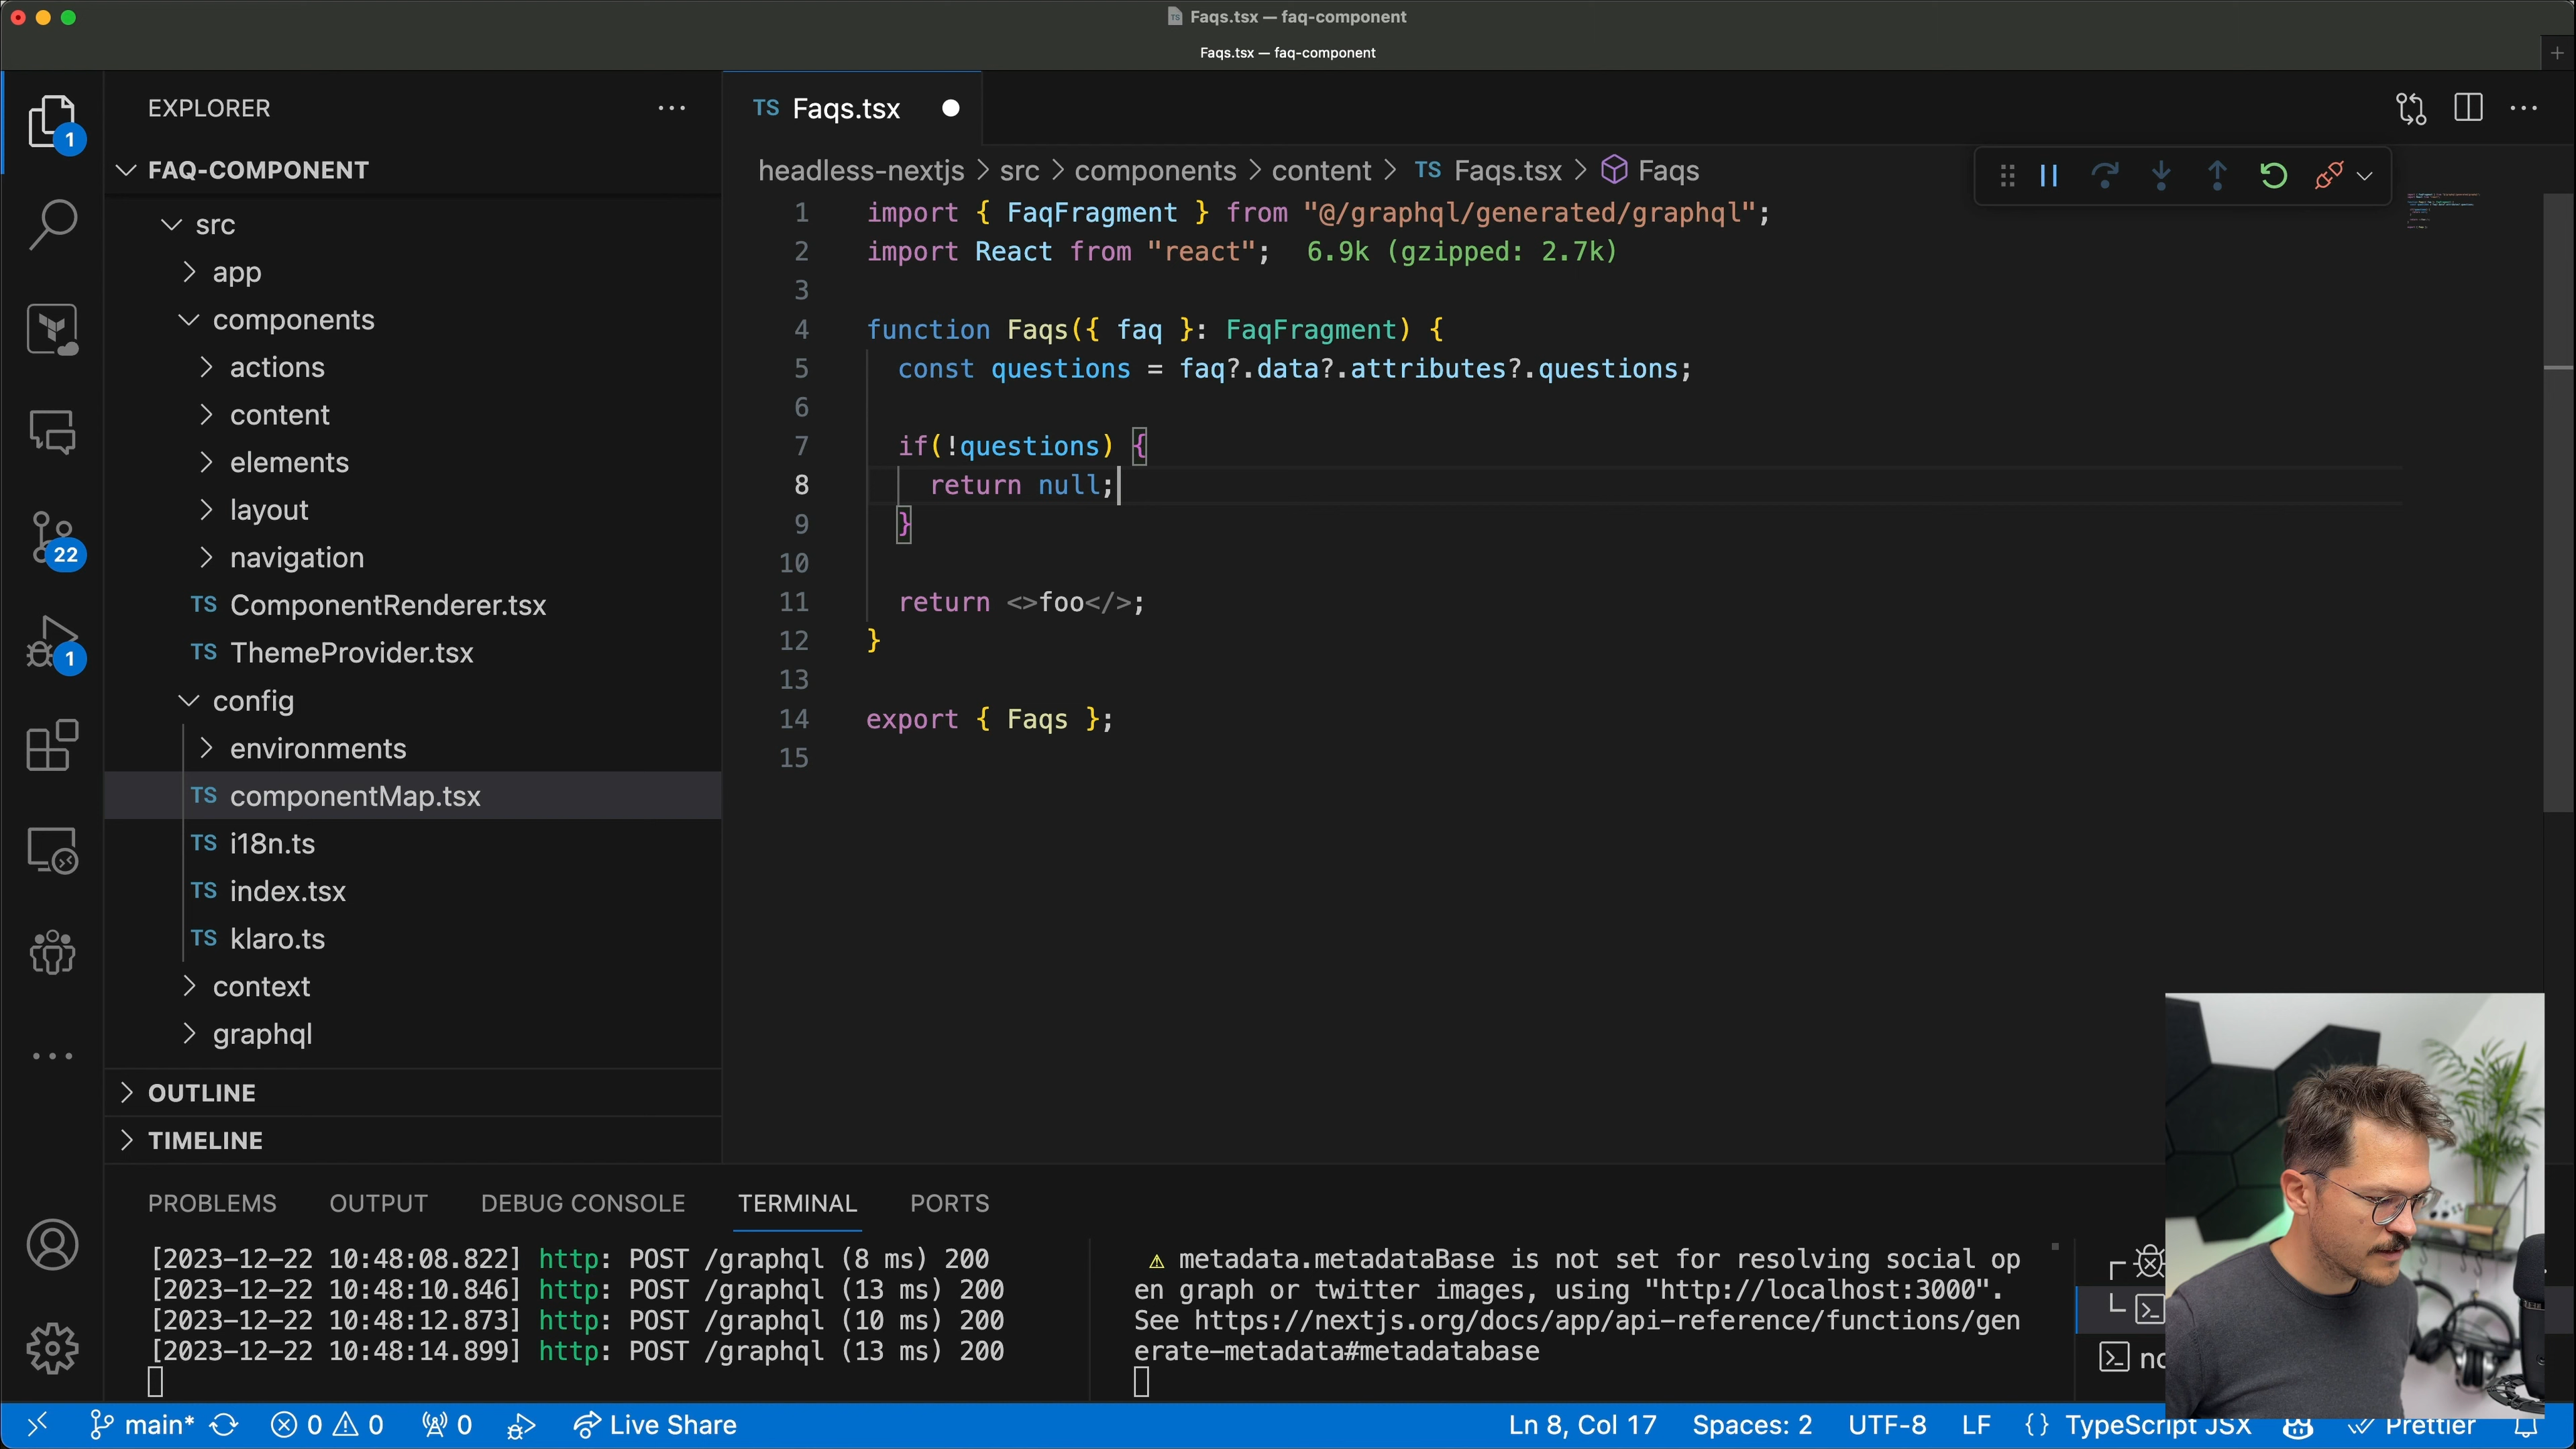 Faqs.tsx — faq-component
Faqs.tsx — faq-component
EXPLORER
FAQ-COMPONENT
src
app
components
actions
content
elements
layout
navigation
TS ComponentRenderer.tsx
TS ThemeProvider.tsx
config
environments
TS componentMap.tsx
TS i18n.ts
TS index.tsx
TS klaro.ts
context
graphql
OUTLINE
TIMELINE
1
22
1
TS Faqs.tsx
headless-nextjs > src > components > content > TS Faqs.tsx > Faqs
1 import { FaqFragment } from "@/graphql/generated/graphql";
2 import React from "react"; 6.9k (gzipped: 2.7k)
3
4 function Faqs({ faq }: FaqFragment) {
5 const questions = faq?.data?.attributes?.questions;
6
7 if(!questions) {
8 return null;
9 }
10
11 return <>foo</>;
12 }
13
14 export { Faqs };
15
PROBLEMS OUTPUT DEBUG CONSOLE TERMINAL PORTS
[2023-12-22 10:48:08.822] http: POST /graphql (8 ms) 200
[2023-12-22 10:48:10.846] http: POST /graphql (13 ms) 200
[2023-12-22 10:48:12.873] http: POST /graphql (10 ms) 200
[2023-12-22 10:48:14.899] http: POST /graphql (13 ms) 200
⚠ metadata.metadataBase is not set for resolving social op
en graph or twitter images, using "http://localhost:3000".
See https://nextjs.org/docs/app/api-reference/functions/gen
erate-metadata#metadatabase
main* 0 0 0 Live Share Ln 8, Col 17 Spaces: 2 UTF-8 LF {} TypeScript JSX Prettier